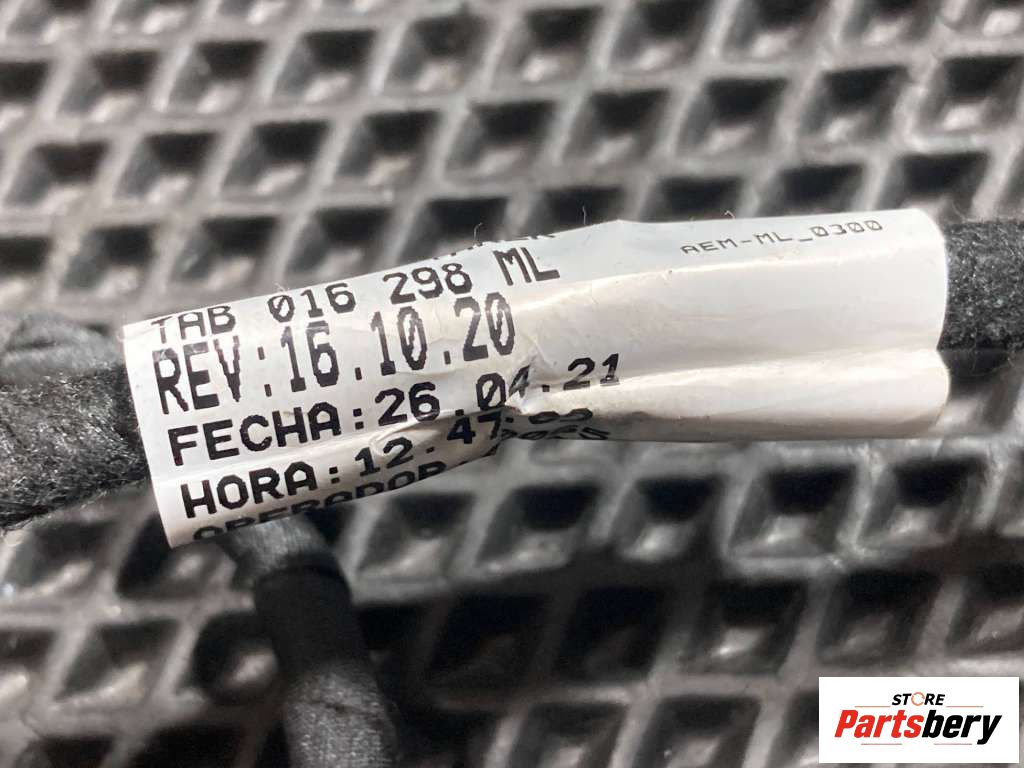 AEM-ML_0300
TAB 016 298 ML
REV:16.10.20
FECHA:26.04.21
HORA:12.47
OPERADOR
STORE
Partsbery